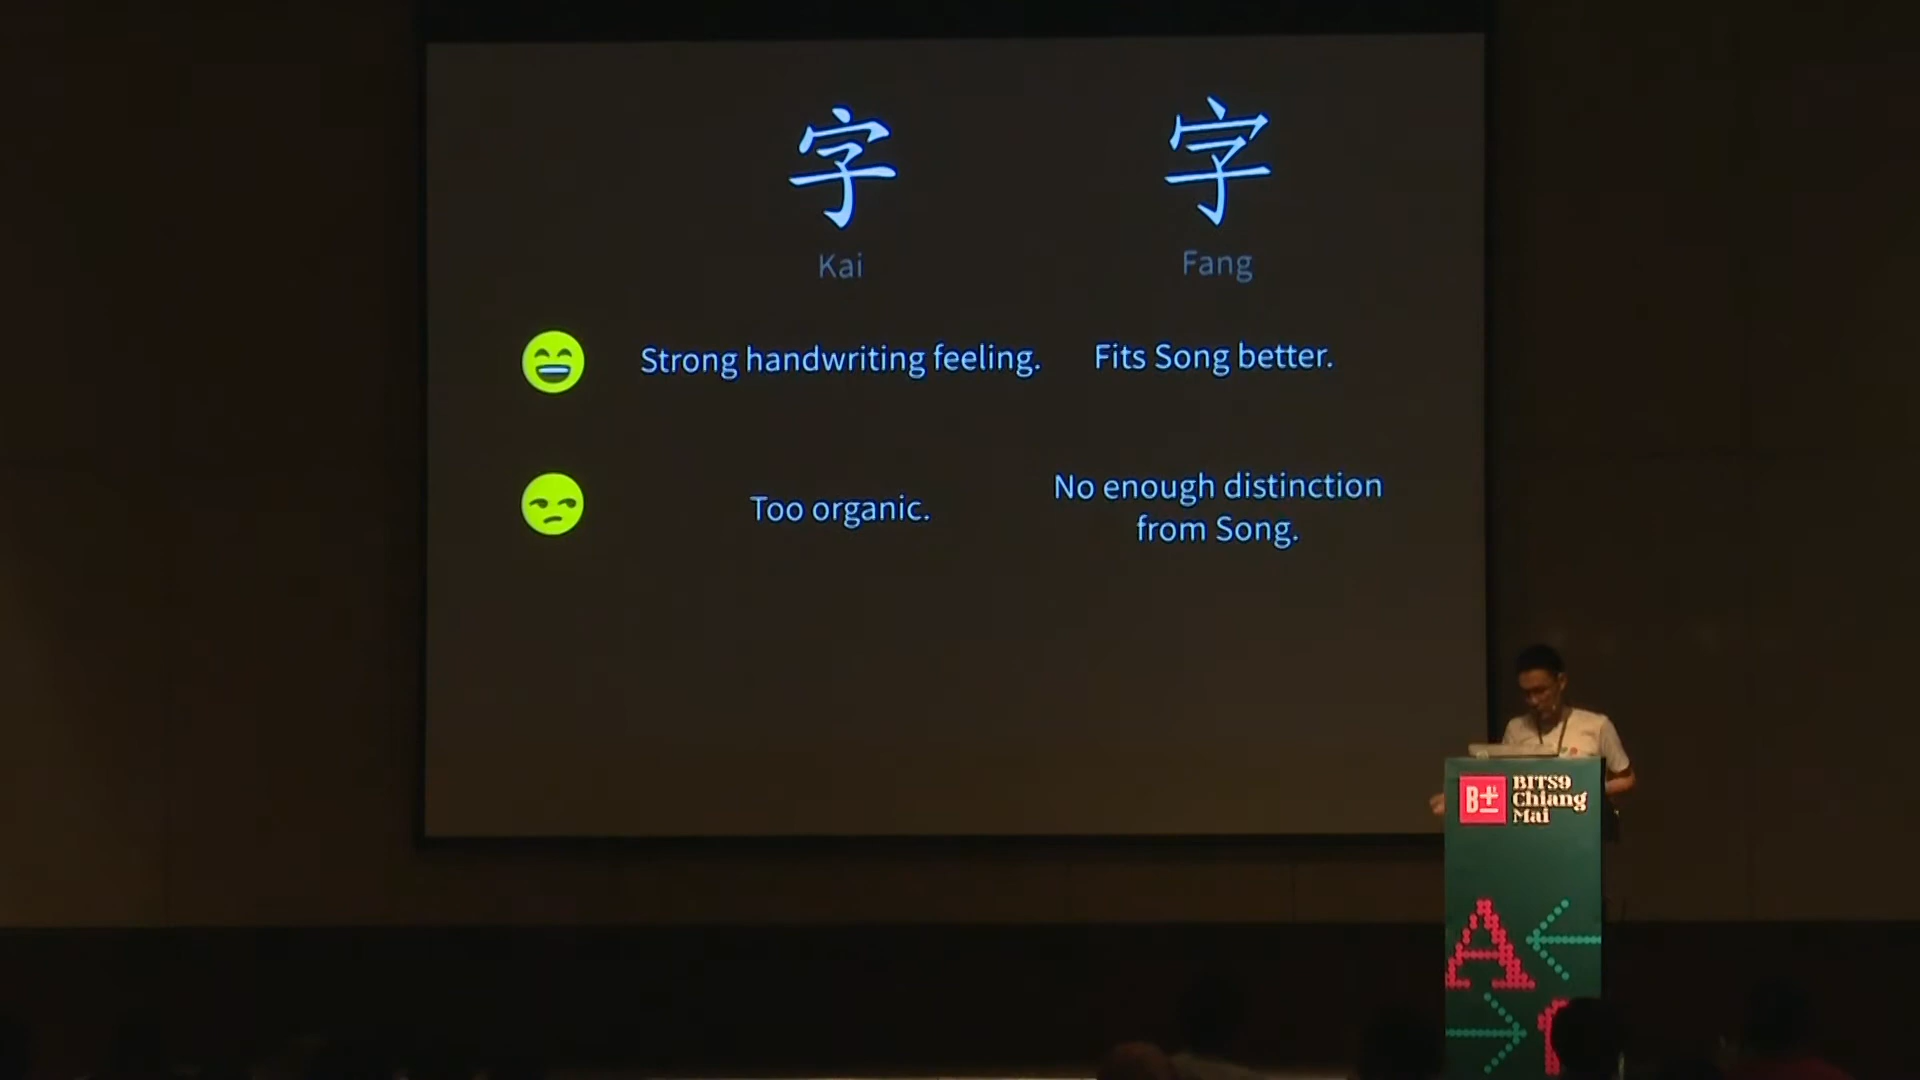 字
字
Kai
Fang
Strong handwriting feeling.
Fits Song better.
Too organic.
No enough distinction
from Song.
B±
BITS9
Chiang
Mai
A